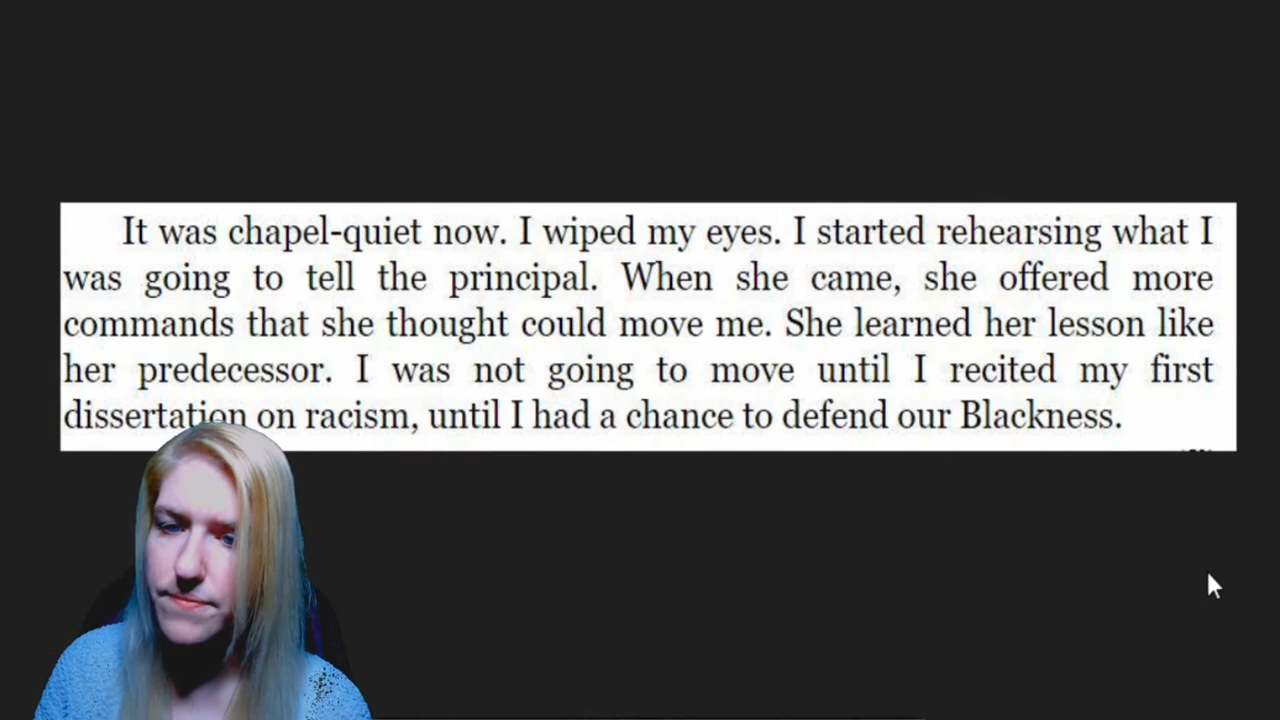 It was chapel-quiet now. I wiped my eyes. I started rehearsing what I
was going to tell the principal. When she came, she offered more
commands that she thought could move me. She learned her lesson like
her predecessor. I was not going to move until I recited my first
dissertation on racism, until I had a chance to defend our Blackness.